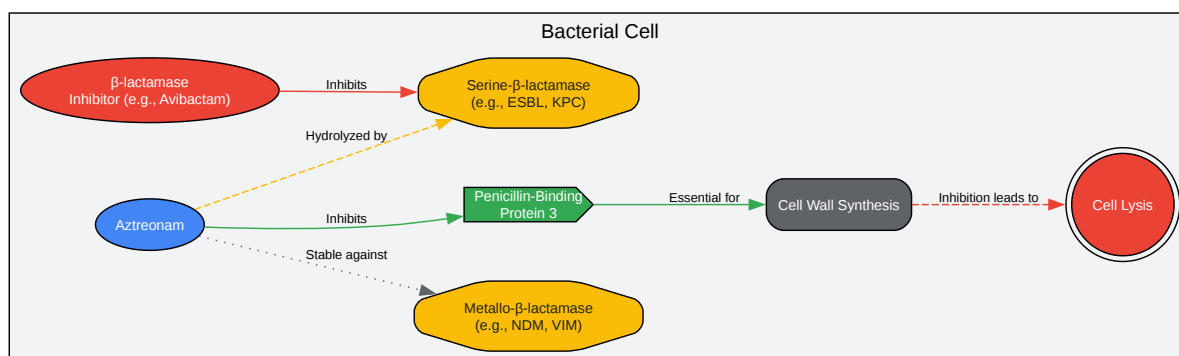 Bacterial Cell
β-lactamase
Inhibitor (e.g., Avibactam)
Inhibits
Serine-β-lactamase
(e.g., ESBL, KPC)
Hydrolyzed by
Aztreonam
Inhibits
Penicillin-Binding
Protein 3
Essential for
Cell Wall Synthesis
Inhibition leads to
Cell Lysis
Stable against
Metallo-β-lactamase
(e.g., NDM, VIM)